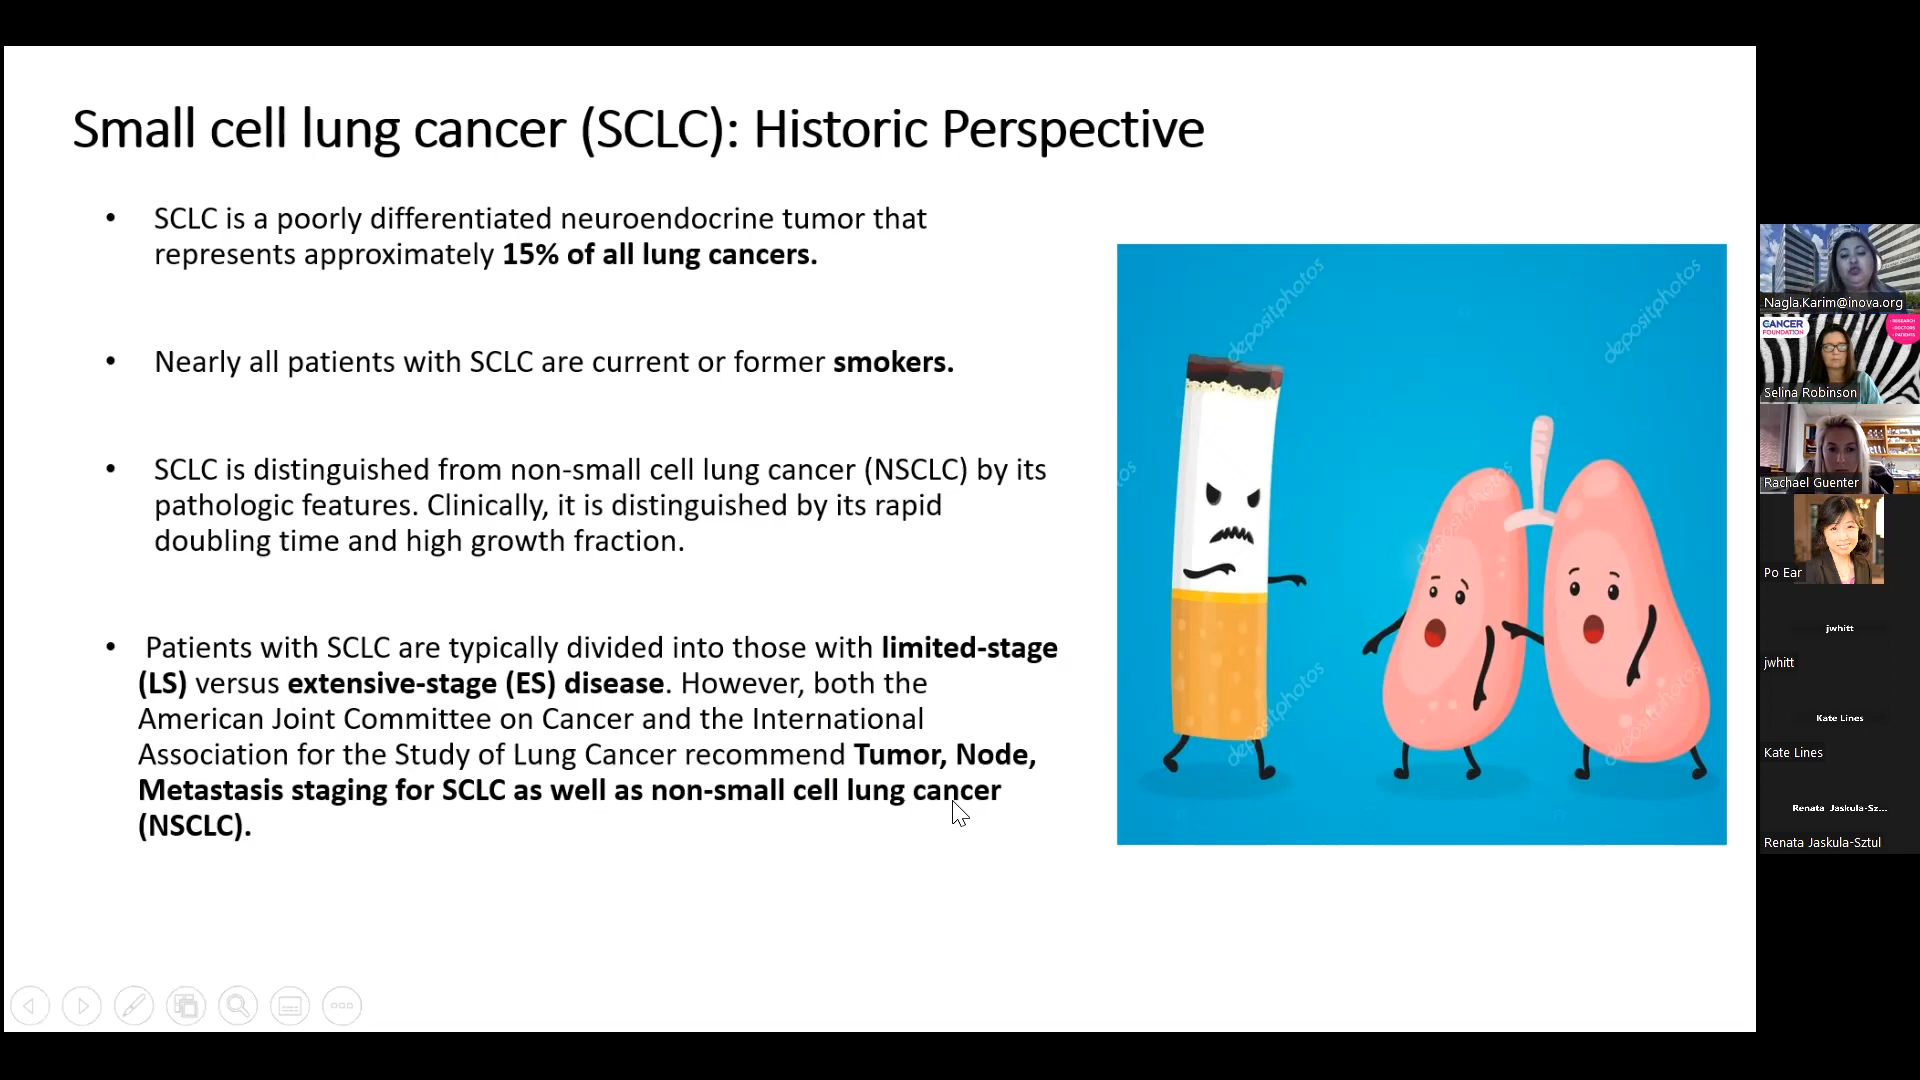 Small cell lung cancer (SCLC): Historic Perspective
• SCLC is a poorly differentiated neuroendocrine tumor that
represents approximately 15% of all lung cancers.
• Nearly all patients with SCLC are current or former smokers.
• SCLC is distinguished from non-small cell lung cancer (NSCLC) by its
pathologic features. Clinically, it is distinguished by its rapid
doubling time and high growth fraction.
• Patients with SCLC are typically divided into those with limited-stage
(LS) versus extensive-stage (ES) disease. However, both the
American Joint Committee on Cancer and the International
Association for the Study of Lung Cancer recommend Tumor, Node,
Metastasis staging for SCLC as well as non-small cell lung cancer
(NSCLC).
depositphotos
depositphotos
depositphotos
depositphotos
depositphotos
Nagla.Karim@inova.org
CANCER
FOUNDATION
RESEARCH
DOCTORS
PATIENTS
Selina Robinson
Rachael Guenter
Po Ear
jwhitt
jwhitt
Kate Lines
Kate Lines
Renata Jaskula-Sz...
Renata Jaskula-Sztul